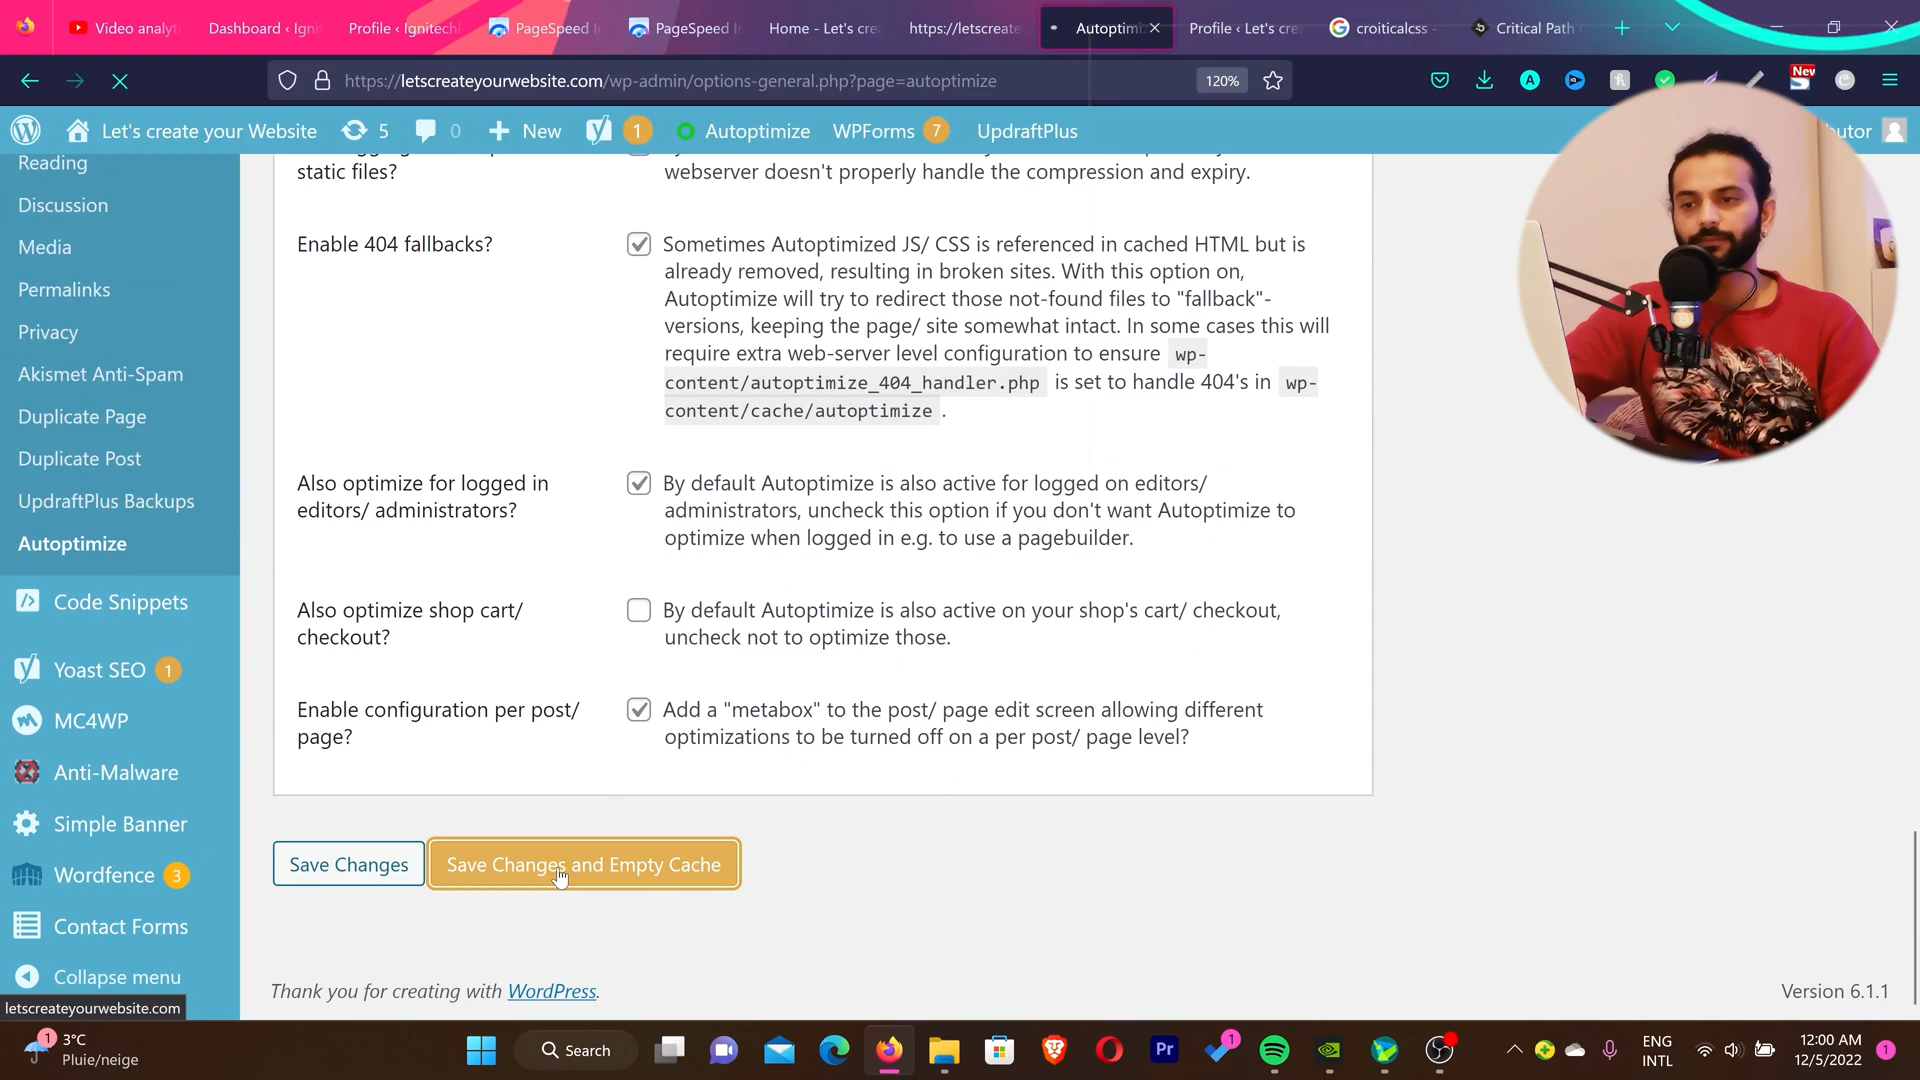 Video analyti
Dashboard ‹ Igni
Profile ‹ Ignitech
PageSpeed I
PageSpeed I
Home - Let's cre
https://letscreate
Autoptim
Profile ‹ Let's cre
croiticalcss -
Critical Path
https://letscreateyourwebsite.com/wp-admin/options-general.php?page=autoptimize
120%
New
Let's create your Website
5
0
New
1
Autoptimize
WPForms 7
UpdraftPlus
utor
Reading
Discussion
Media
Permalinks
Privacy
Akismet Anti-Spam
Duplicate Page
Duplicate Post
UpdraftPlus Backups
Autoptimize
Code Snippets
Yoast SEO 1
MC4WP
Anti-Malware
Simple Banner
Wordfence 3
Contact Forms
Collapse menu
letscreateyourwebsite.com
static files?
webserver doesn't properly handle the compression and expiry.
Enable 404 fallbacks?
Sometimes Autoptimized JS/ CSS is referenced in cached HTML but is
already removed, resulting in broken sites. With this option on,
Autoptimize will try to redirect those not-found files to "fallback"-
versions, keeping the page/ site somewhat intact. In some cases this will
require extra web-server level configuration to ensure wp-
content/autoptimize_404_handler.php is set to handle 404's in wp-
content/cache/autoptimize .
Also optimize for logged in
editors/ administrators?
By default Autoptimize is also active for logged on editors/
administrators, uncheck this option if you don't want Autoptimize to
optimize when logged in e.g. to use a pagebuilder.
Also optimize shop cart/
checkout?
By default Autoptimize is also active on your shop's cart/ checkout,
uncheck not to optimize those.
Enable configuration per post/
page?
Add a "metabox" to the post/ page edit screen allowing different
optimizations to be turned off on a per post/ page level?
Save Changes
Save Changes and Empty Cache
Thank you for creating with WordPress.
Version 6.1.1
1
3°C
Pluie/neige
Search
Pr
1
ENG
INTL
12:00 AM
12/5/2022
1